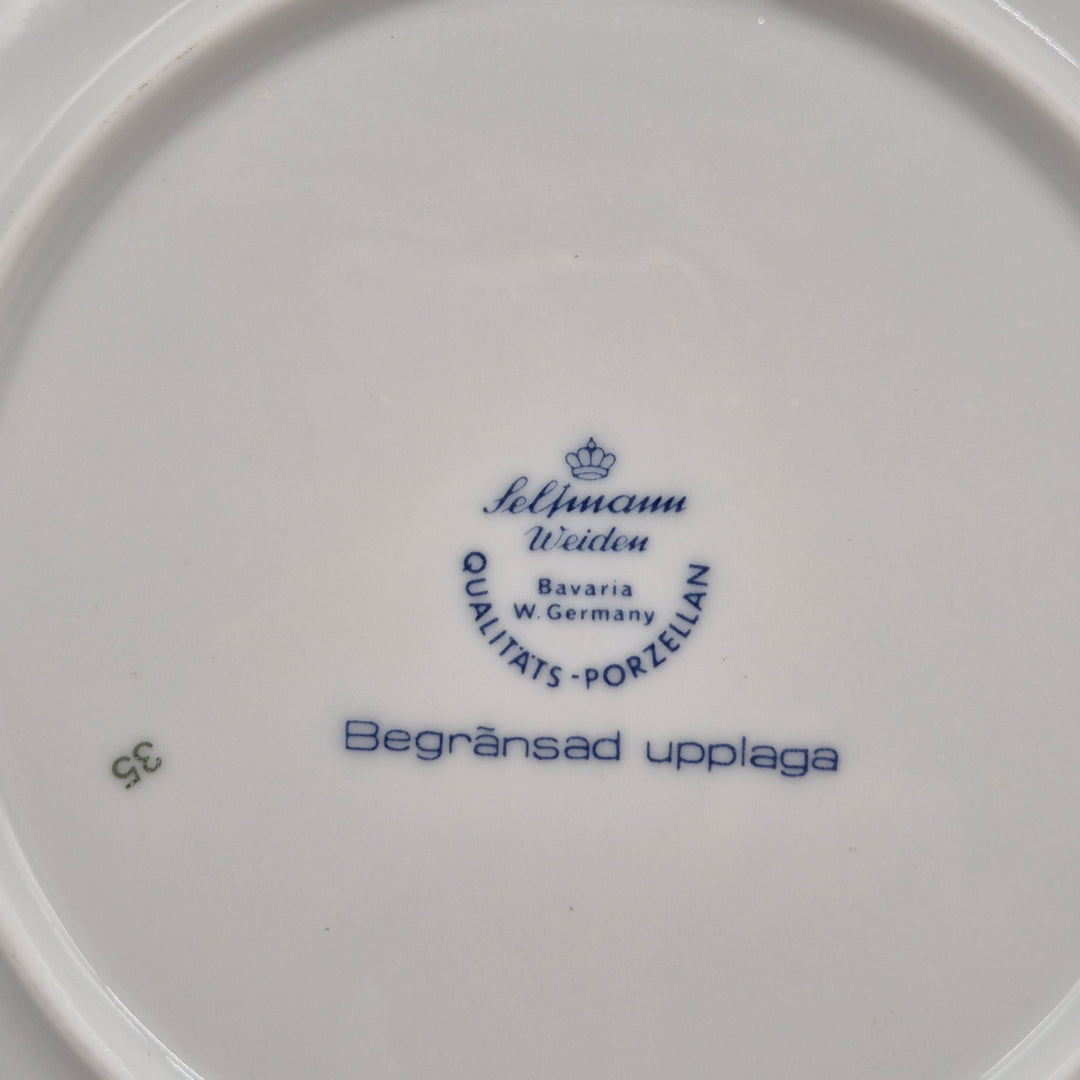 Seltmann
Weiden
Bavaria
W. Germany
QUALITÄTS-PORZELLAN
Begränsad upplaga
35